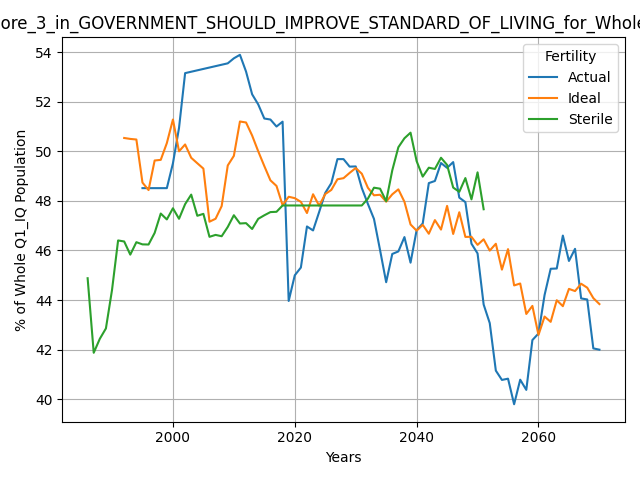 ore_3_in_GOVERNMENT_SHOULD_IMPROVE_STANDARD_OF_LIVING_for_Whole
Fertility
Actual
Ideal
Sterile
% of Whole Q1_IQ Population
54
52
50
48
46
44
42
40
2000
2020
2040
2060
Years